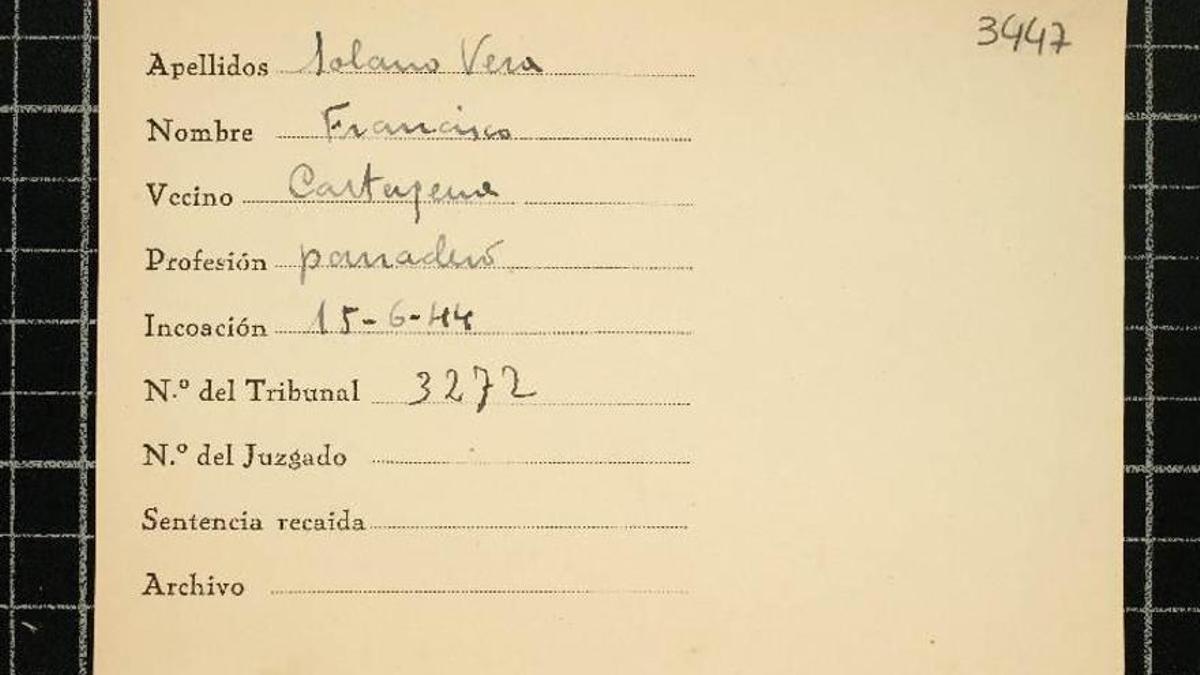 3447
Apellidos Solano Vera
Nombre Francisco
Vecino Cartagena
Profesión panadero
Incoación 15-6-44
N.º del Tribunal 3272
N.º del Juzgado
Sentencia recaida
Archivo